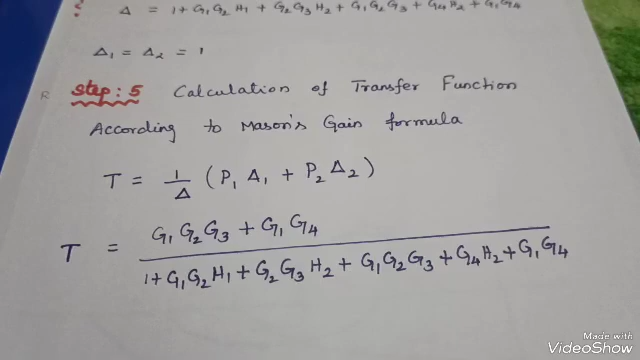 Δ = 1 + G₁G₂H₁ + G₂G₃H₂ + G₁G₂G₃ + G₄H₂ + G₁G₄
Δ₁ = Δ₂ = 1
Step: 5 Calculation of Transfer Function
According to Mason's Gain formula
T = 1/Δ (P₁ Δ₁ + P₂ Δ₂)
T = G₁G₂G₃ + G₁G₄
1 + G₁G₂H₁ + G₂G₃H₂ + G₁G₂G₃ + G₄H₂ + G₁G₄
Made with
VideoShow